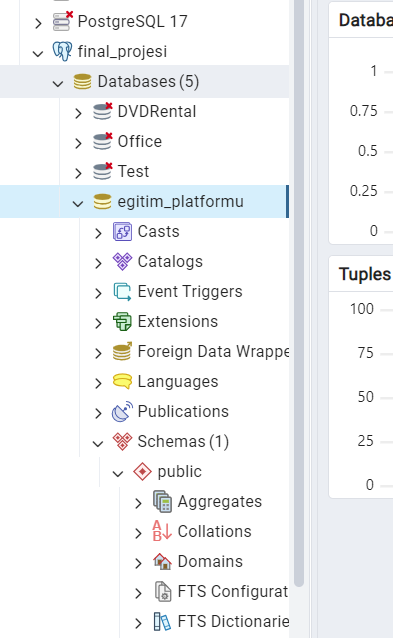 PostgreSQL 17
final_projesi
Databases (5)
DVDRental
Office
Test
egitim_platformu
Casts
Catalogs
Event Triggers
Extensions
Foreign Data Wrappe
Languages
Publications
Schemas (1)
public
Aggregates
Collations
Domains
FTS Configurat
FTS Dictionarie
Databa
1
0.75
0.5
0.25
0
Tuples
100
75
50
25
0